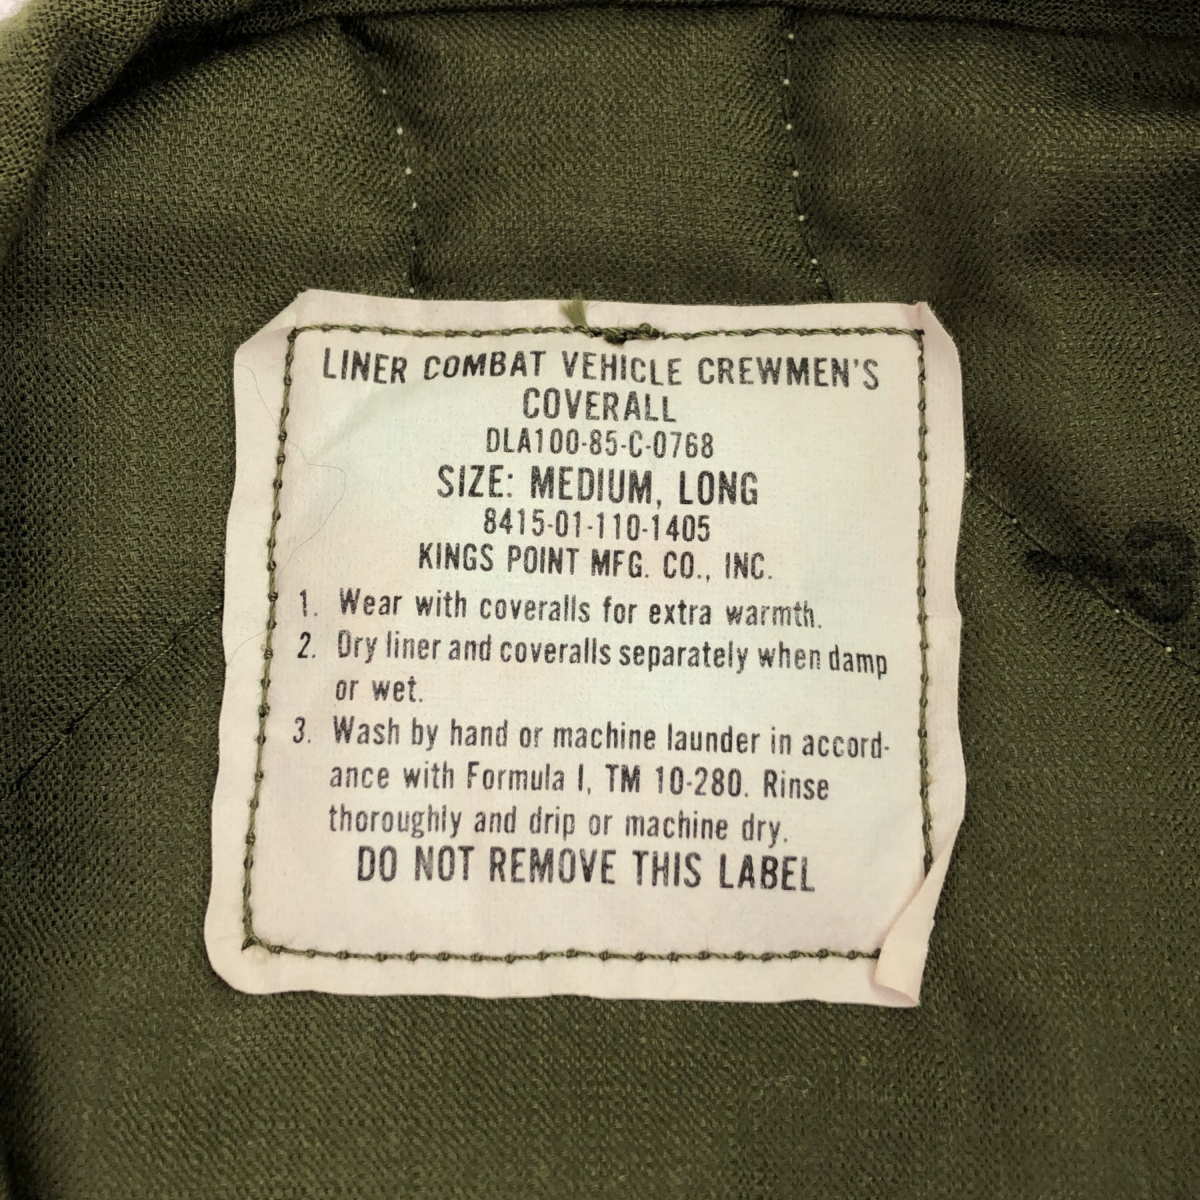 LINER COMBAT VEHICLE CREWMEN'S
COVERALL
DLA100-85-C-0768
SIZE: MEDIUM, LONG
8415-01-110-1405
KINGS POINT MFG. CO., INC.
1. Wear with coveralls for extra warmth.
2. Dry liner and coveralls separately when damp
or wet.
3. Wash by hand or machine launder in accord-
ance with Formula I, TM 10-280. Rinse
thoroughly and drip or machine dry.
DO NOT REMOVE THIS LABEL